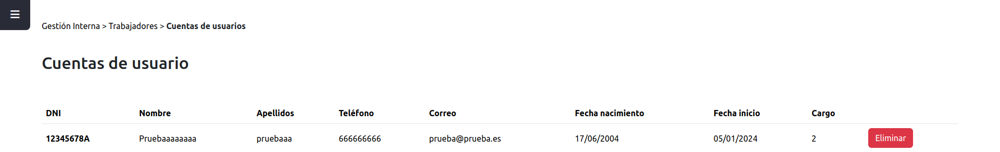 Gestión Interna > Trabajadores > Cuentas de usuarios
Cuentas de usuario
DNI Nombre Apellidos Teléfono Correo Fecha nacimiento Fecha inicio Cargo
12345678A Pruebaaaaaaaa pruebaaa 666666666 prueba@prueba.es 17/06/2004 05/01/2024 2 Eliminar